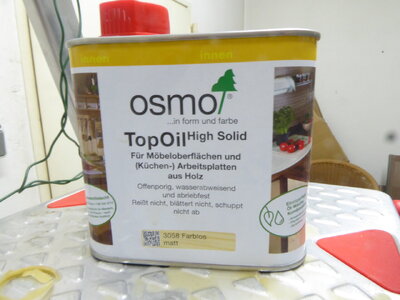 innen
innen
osmo
...in form und farbe
TopOil High Solid
Für Möbeloberflächen und
(Küchen-) Arbeitsplatten
aus Holz
Offenporig, wasserabweisend
und abriebfest
Reißt nicht, blättert nicht, schuppt
nicht ab
3058 Farblos
matt